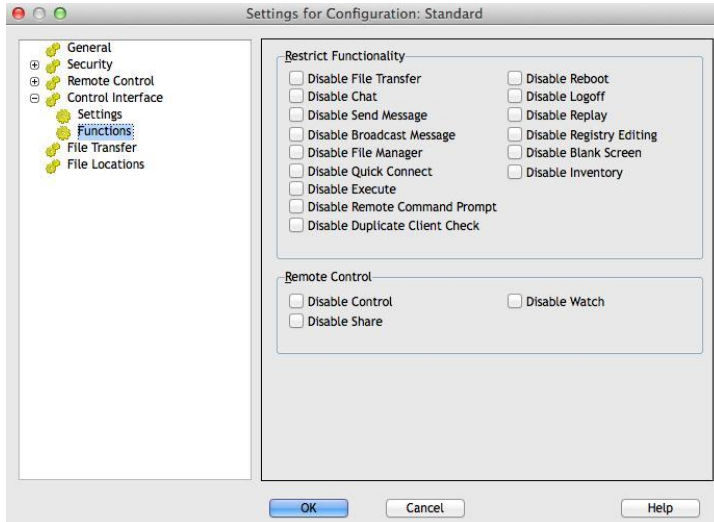 Settings for Configuration: Standard
General
Security
Remote Control
Control Interface
Settings
Functions
File Transfer
File Locations
Restrict Functionality
Disable File Transfer
Disable Chat
Disable Send Message
Disable Broadcast Message
Disable File Manager
Disable Quick Connect
Disable Execute
Disable Remote Command Prompt
Disable Duplicate Client Check
Disable Reboot
Disable Logoff
Disable Replay
Disable Registry Editing
Disable Blank Screen
Disable Inventory
Remote Control
Disable Control
Disable Share
Disable Watch
OK
Cancel
Help